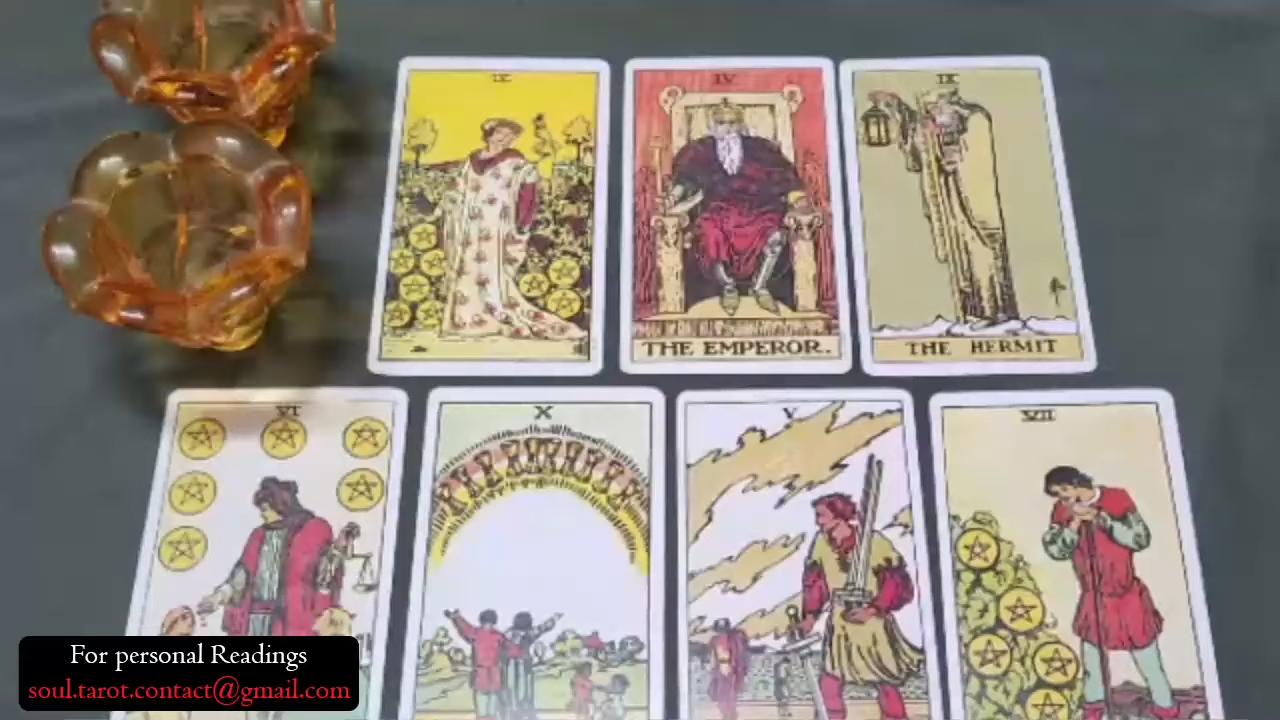 IX
IV
IX
THE EMPEROR.
THE HERMIT
VI
X
V
VII
For personal Readings
soul.tarot.contact@gmail.com